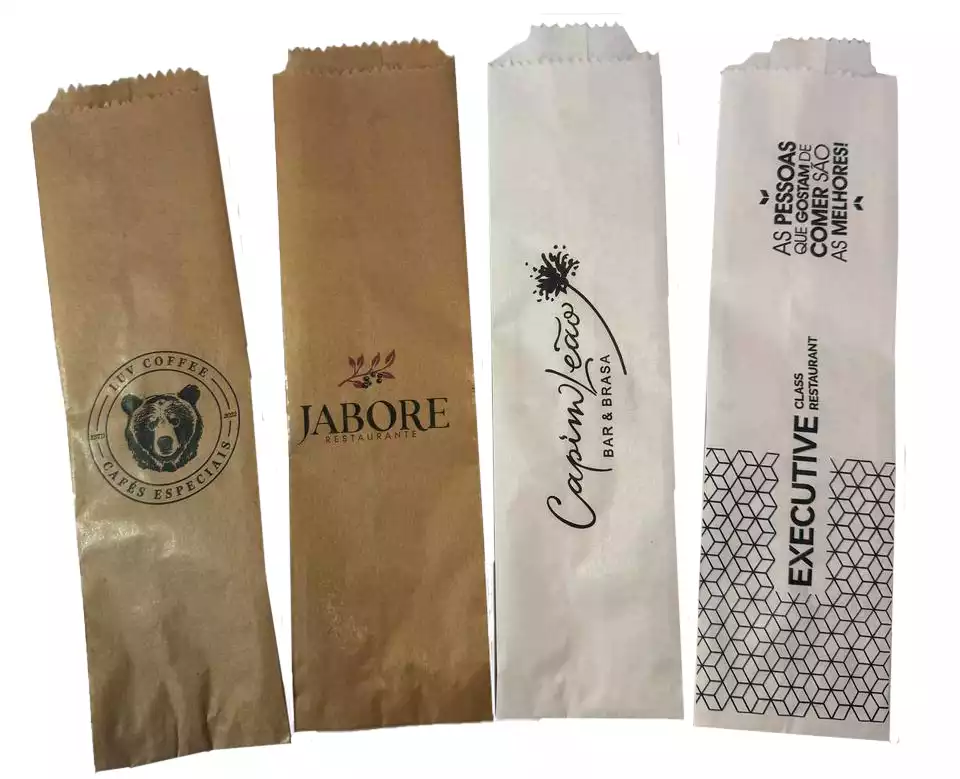 LUV COFFEE
ESTD 2022
CAFÉS ESPECIAIS
JABORE
RESTAURANTE
Capim Leão
BAR & BRASA
AS PESSOAS
QUE GOSTAM DE
COMER SÃO
AS MELHORES!
EXECUTIVE CLASS
RESTAURANT